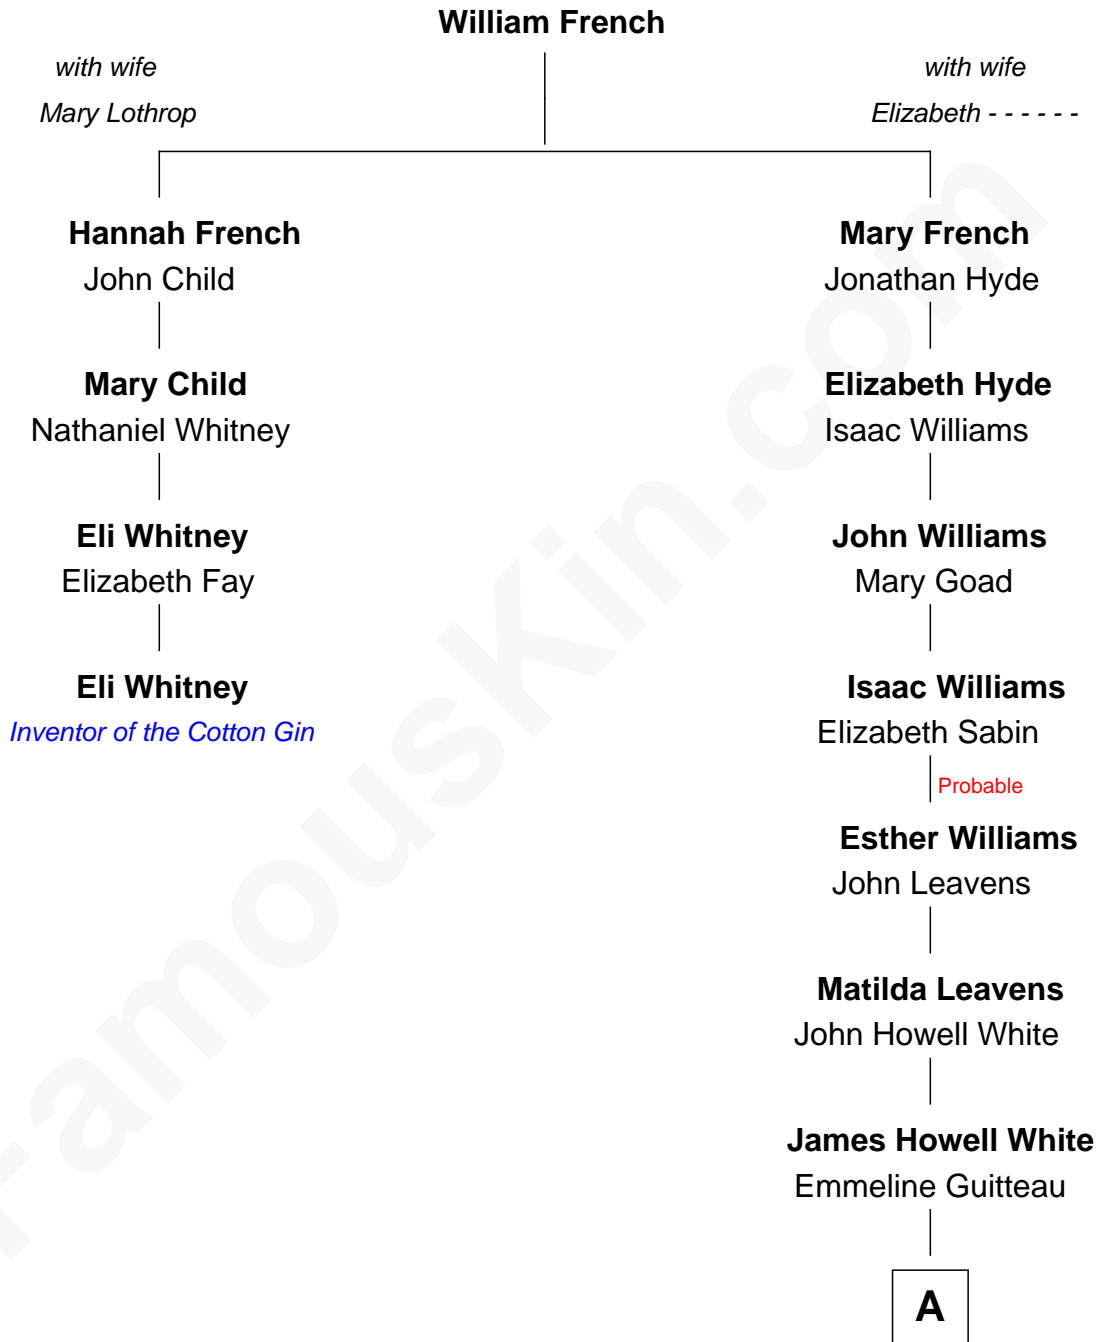 William French
with wife
Mary Lothrop
with wife
Elizabeth - - - - - -
Hannah French
John Child
Mary French
Jonathan Hyde
Mary Child
Nathaniel Whitney
Elizabeth Hyde
Isaac Williams
Eli Whitney
Elizabeth Fay
John Williams
Mary Goad
Eli Whitney
Inventor of the Cotton Gin
Isaac Williams
Elizabeth Sabin
Probable
Esther Williams
John Leavens
Matilda Leavens
John Howell White
James Howell White
Emmeline Guitteau
A
FamousKin.com